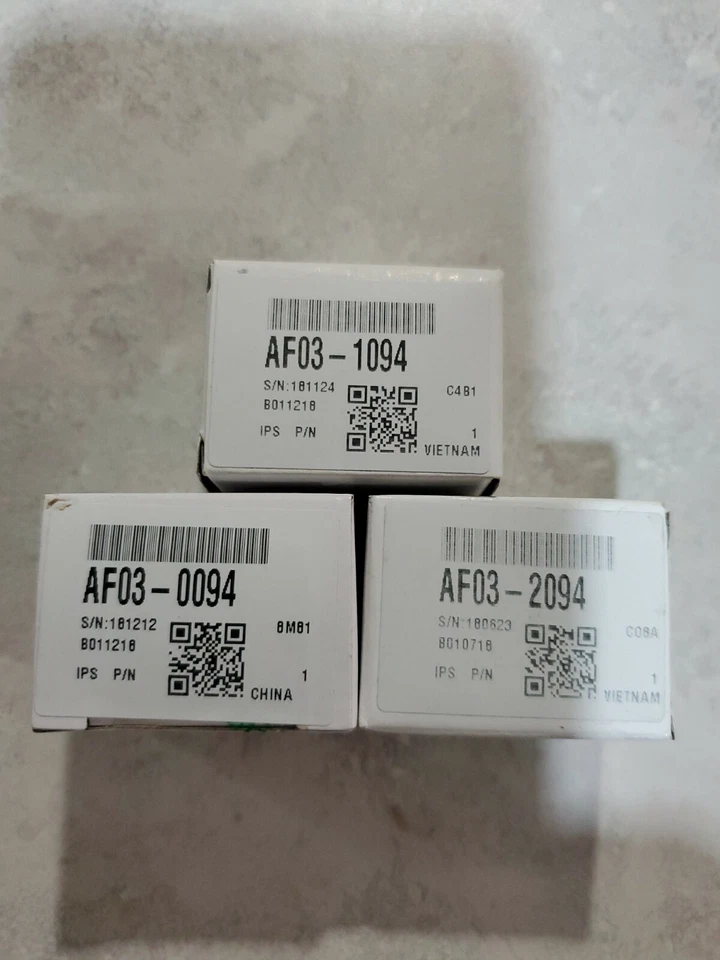 AF03-1094
S/N:181124
C4B1
B011218
IPS P/N
1
VIETNAM
AF03-0094
S/N:181212
8M81
B011218
IPS P/N
1
CHINA
AF03-2094
S/N:180623
C08A
B010718
IPS P/N
1
VIETNAM